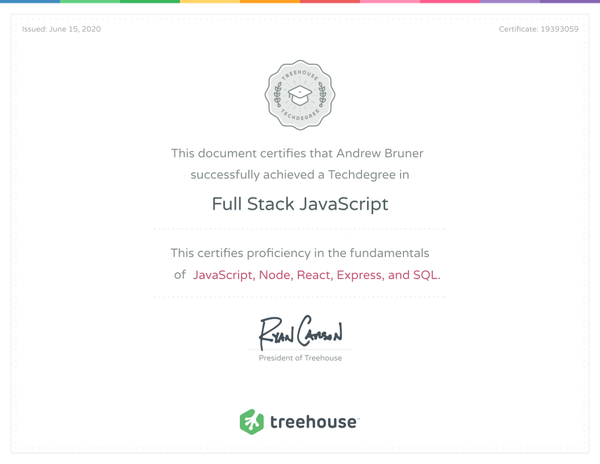 Issued: June 15, 2020
Certificate: 19393059
TREEHOUSE
TECHDEGREE
This document certifies that Andrew Bruner
successfully achieved a Techdegree in
Full Stack JavaScript
This certifies proficiency in the fundamentals
of JavaScript, Node, React, Express, and SQL.
Ryan Carson
President of Treehouse
treehouse™